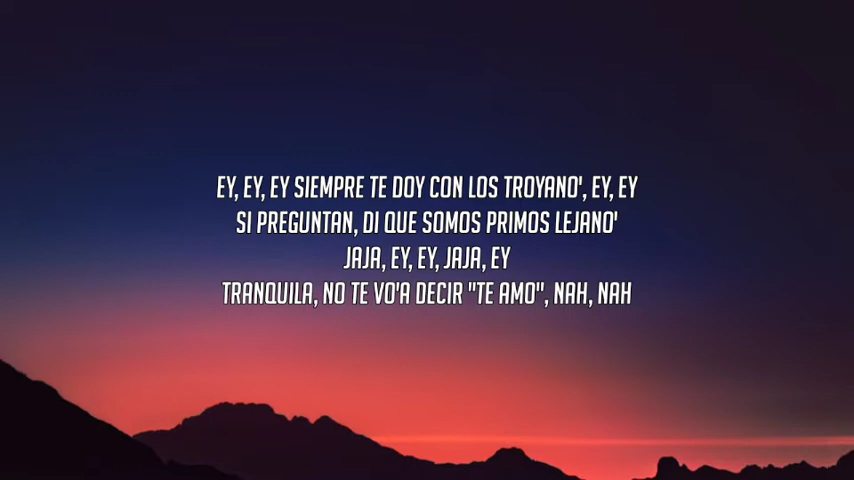 EY, EY, EY SIEMPRE TE DOY CON LOS TROYANO', EY, EY
SI PREGUNTAN, DI QUE SOMOS PRIMOS LEJANO'
JAJA, EY, EY, JAJA, EY
TRANQUILA, NO TE VO'A DECIR "TE AMO", NAH, NAH